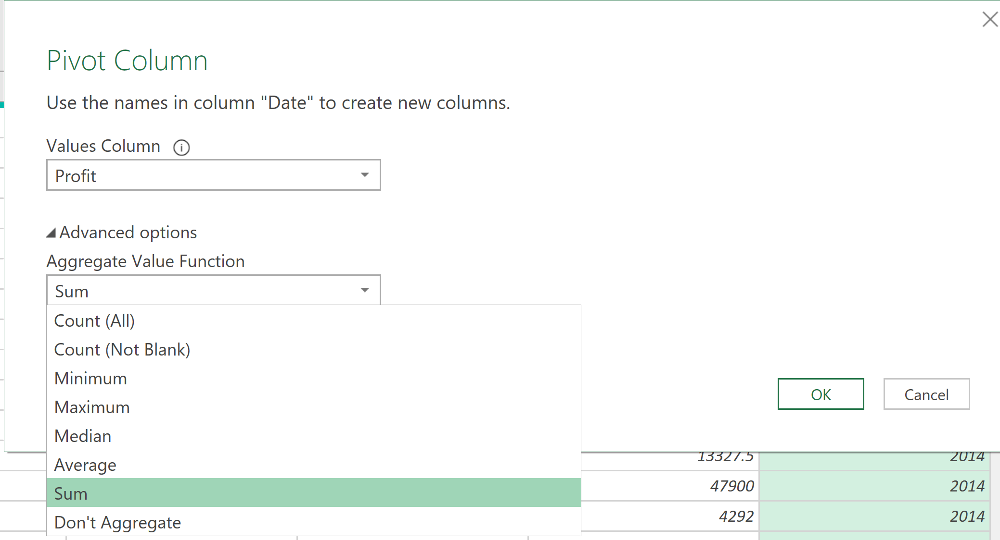 Pivot Column
Use the names in column "Date" to create new columns.
Values Column
Profit
Advanced options
Aggregate Value Function
Sum
Count (All)
Count (Not Blank)
Minimum
Maximum
Median
Average
Sum
Don't Aggregate
OK Cancel
13327.5 2014
47900 2014
4292 2014